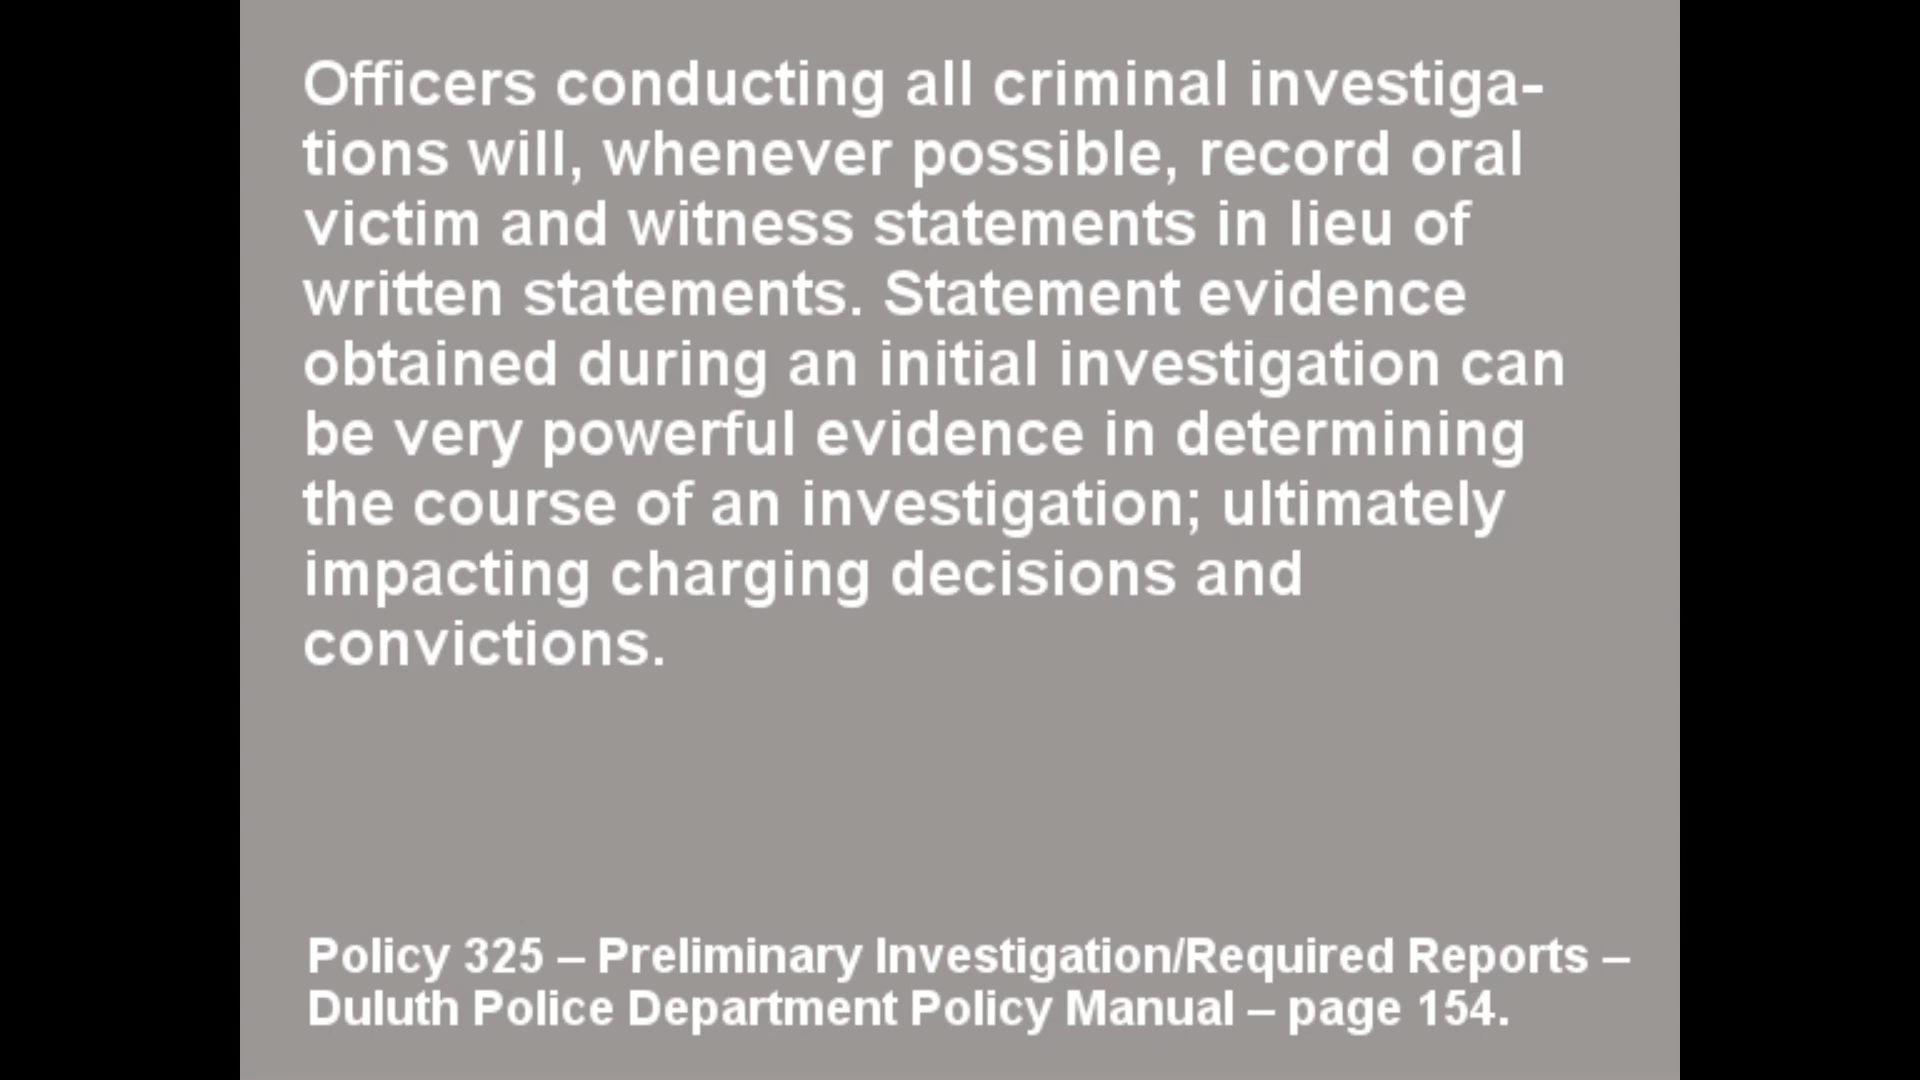 Officers conducting all criminal investiga-
tions will, whenever possible, record oral
victim and witness statements in lieu of
written statements. Statement evidence
obtained during an initial investigation can
be very powerful evidence in determining
the course of an investigation; ultimately
impacting charging decisions and
convictions.
Policy 325 – Preliminary Investigation/Required Reports –
Duluth Police Department Policy Manual – page 154.